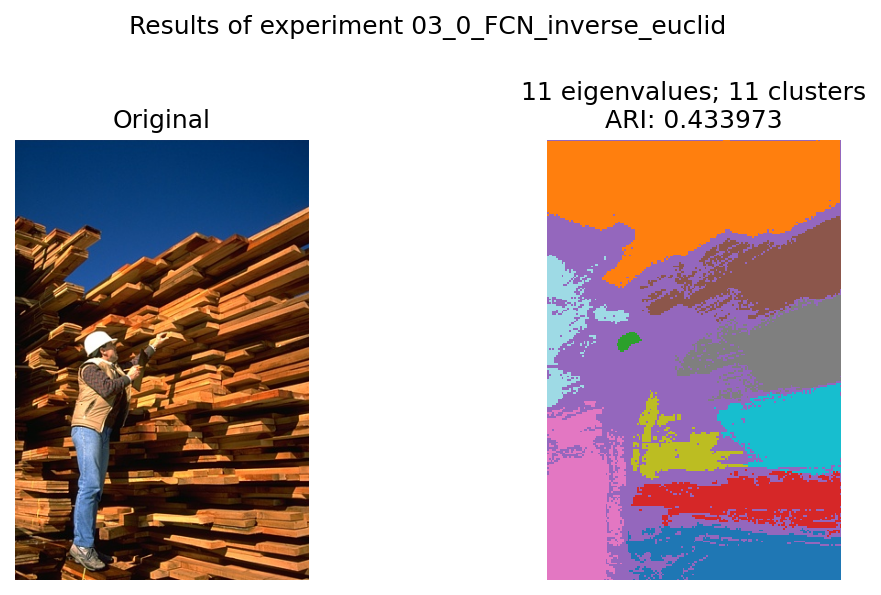 Results of experiment 03_0_FCN_inverse_euclid
Original
11 eigenvalues; 11 clusters
ARI: 0.433973